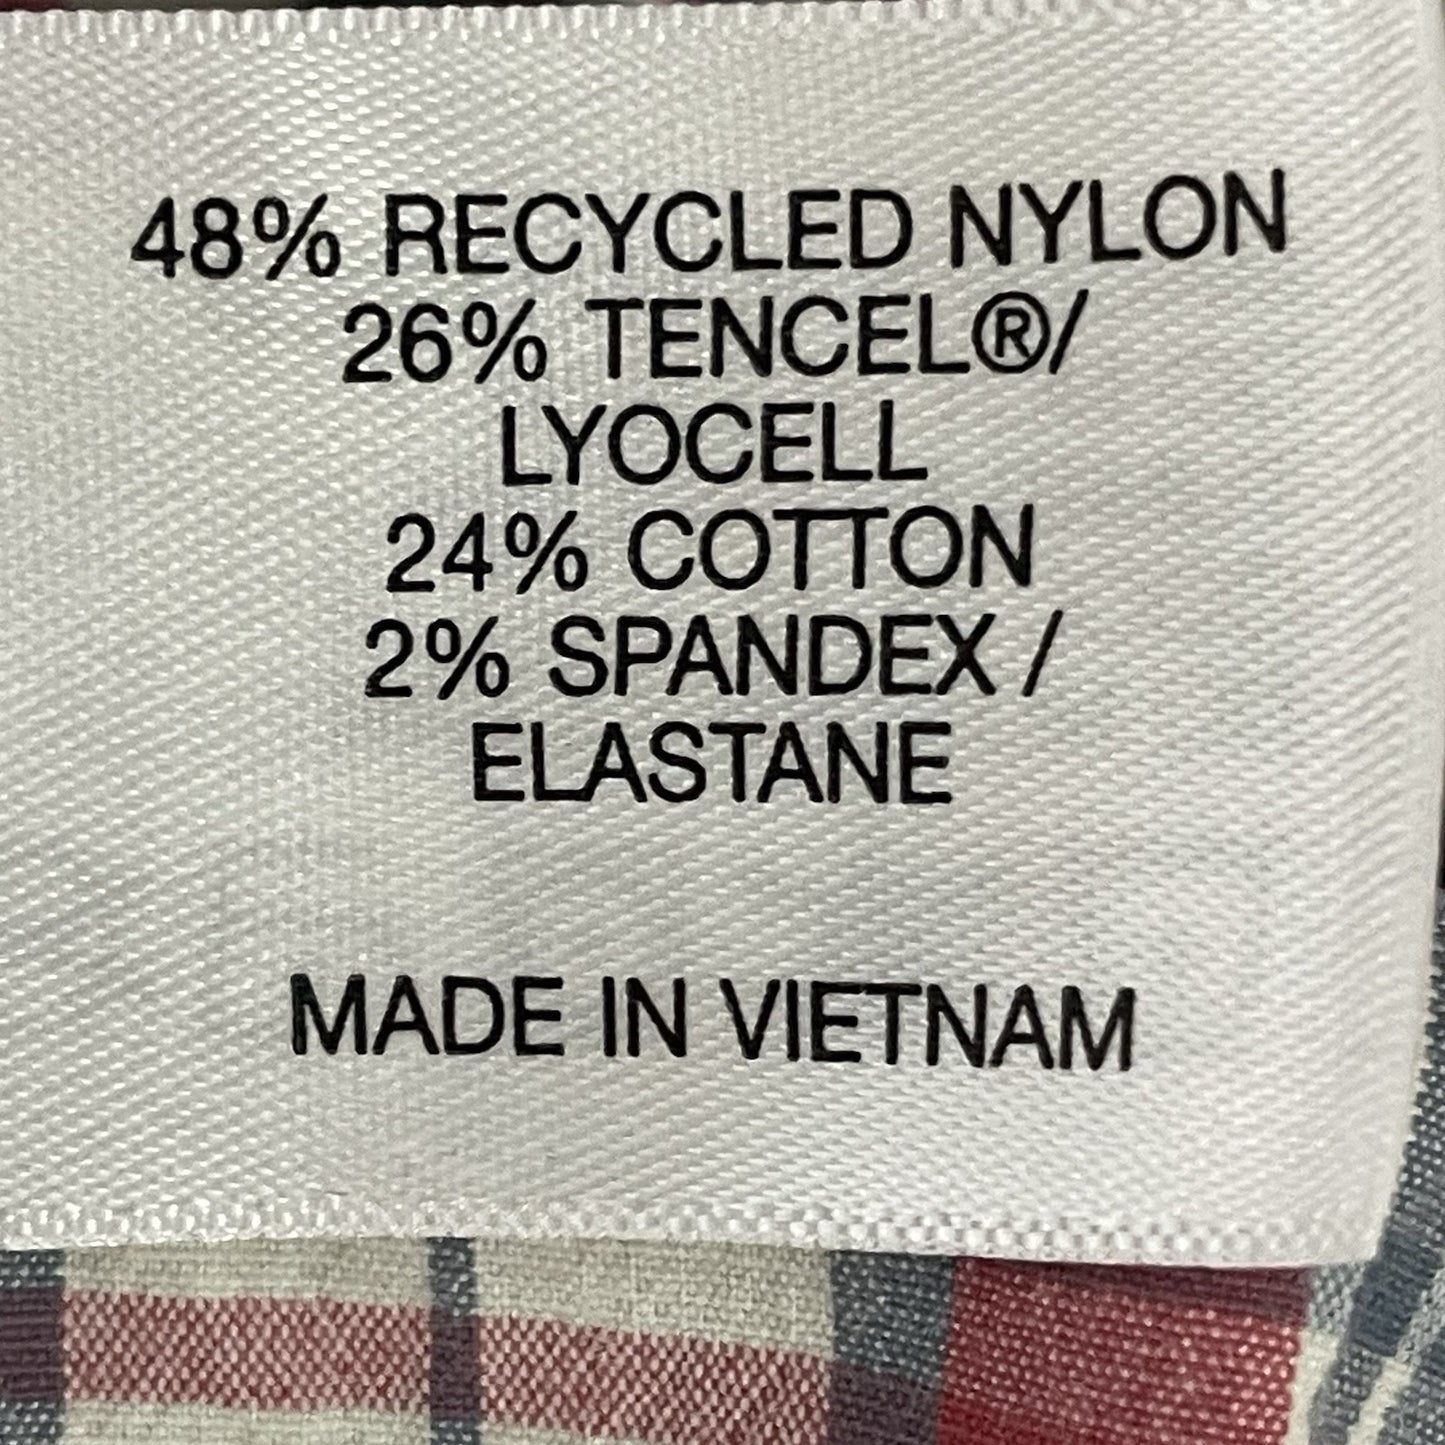 48% RECYCLED NYLON
26% TENCEL®/
LYOCELL
24% COTTON
2% SPANDEX /
ELASTANE
MADE IN VIETNAM